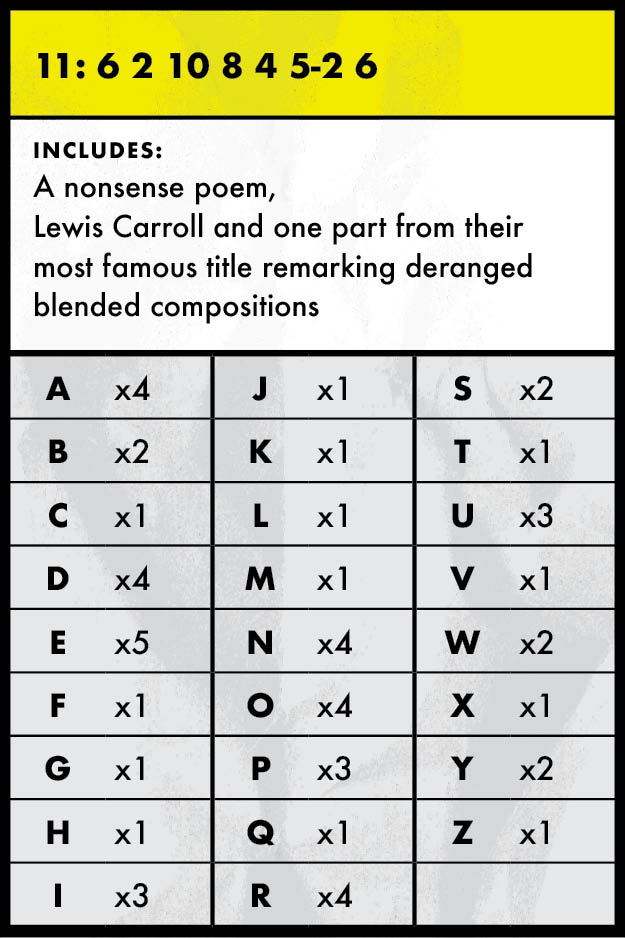 11: 6 2 10 8 4 5-2 6
INCLUDES:
A nonsense poem,
Lewis Carroll and one part from their
most famous title remarking deranged
blended compositions
A x4 J x1 S x2
B x2 K x1 T x1
C x1 L x1 U x3
D x4 M x1 V x1
E x5 N x4 W x2
F x1 O x4 X x1
G x1 P x3 Y x2
H x1 Q x1 Z x1
I x3 R x4